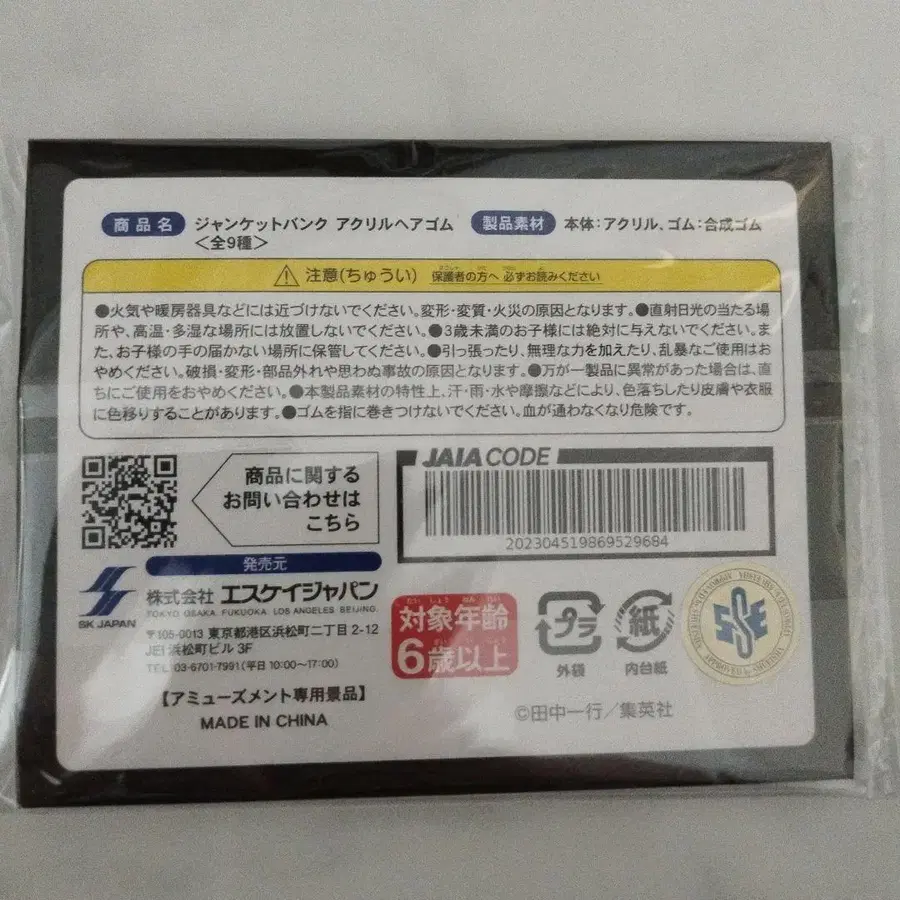 商品名 ジャンケットバンク アクリルヘアゴム 製品素材 本体:アクリル、ゴム:合成ゴム
<全9種>
注意(ちゅうい) 保護者の方へ 必ずお読みください
●火気や暖房器具などには近づけないでください。変形・変質・火災の原因となります。●直射日光の当たる場
所や、高温・多湿な場所には放置しないでください。●3歳未満のお子様には絶対に与えないでください。ま
た、お子様の手の届かない場所に保管してください。●引っ張ったり、無理な力を加えたり、乱暴なご使用はお
やめください。破損・変形・部品外れや思わぬ事故の原因となります。●万が一製品に異常があった場合は、直
ちにご使用をおやめください。●本製品素材の特性上、汗・雨・水や摩擦などにより、色落ちしたり皮膚や衣服
に色移りすることがあります。●ゴムを指に巻きつけないでください。血が通わなくなり危険です。
商品に関する
お問い合わせは
こちら
JAIA CODE
202304519869529684
発売元
SK JAPAN
株式会社 エスケイジャパン
TOKYO OSAKA FUKUOKA LOS ANGELES BEIJING.
〒105-0013 東京都港区浜松町二丁目2-12
JEI浜松町ビル3F
TEL 03-6701-7991(平日10:00~17:00)
【アミューズメント専用景品】
MADE IN CHINA
たいしょうねんれい
対象年齢
6歳以上
プラ
外袋
紙
内台紙
©田中一行/集英社